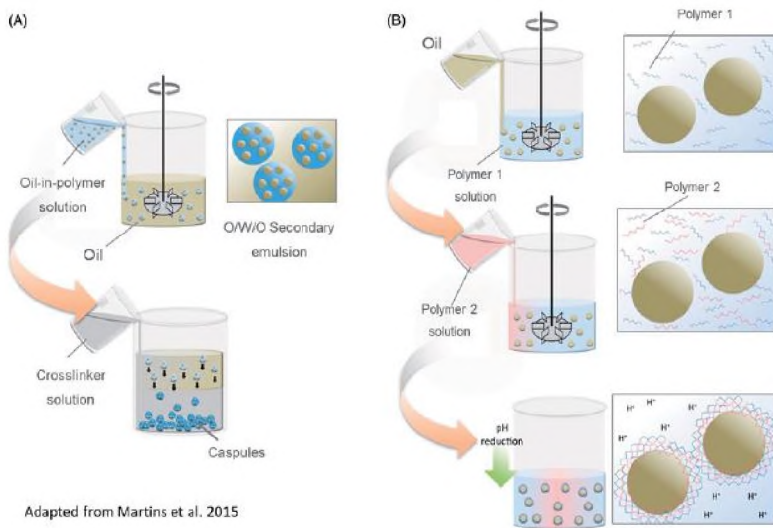 (A)
Oil-in-polymer
solution
Oil
O/W/O Secondary
emulsion
Crosslinker
solution
Caspules
Adapted from Martins et al. 2015
(B)
Oil
Polymer 1
solution
Polymer 1
Polymer 2
solution
Polymer 2
pH
reduction
H⁺
H⁺
H⁺
H⁺
H⁺
H⁺
H⁺
H⁺